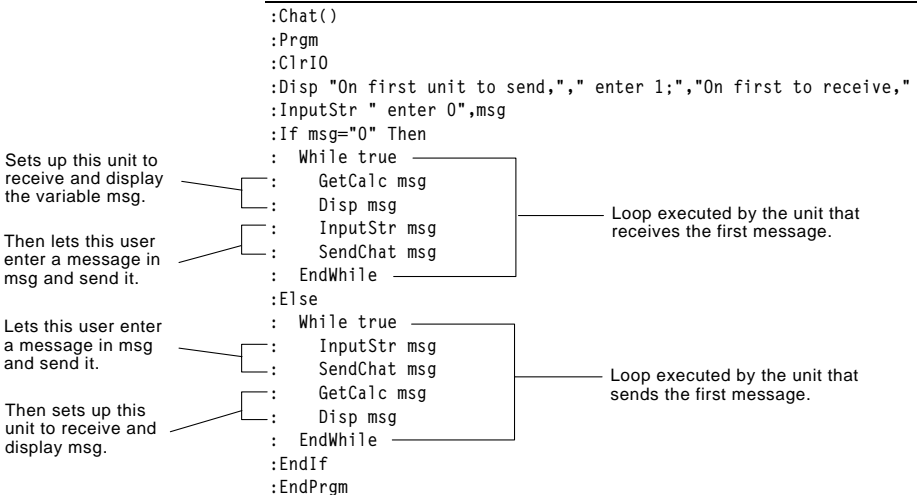 :Chat()
:Prgm
:ClrIO
:Disp "On first unit to send,"," enter 1;","On first to receive,"
:InputStr " enter 0",msg
:If msg="0" Then
:  While true
:    GetCalc msg
:    Disp msg
:    InputStr msg
:    SendChat msg
:  EndWhile
:Else
:  While true
:    InputStr msg
:    SendChat msg
:    GetCalc msg
:    Disp msg
:  EndWhile
:EndIf
:EndPrgm
Sets up this unit to
receive and display
the variable msg.
Then lets this user
enter a message in
msg and send it.
Lets this user enter
a message in msg
and send it.
Then sets up this
unit to receive and
display msg.
Loop executed by the unit that
receives the first message.
Loop executed by the unit that
sends the first message.